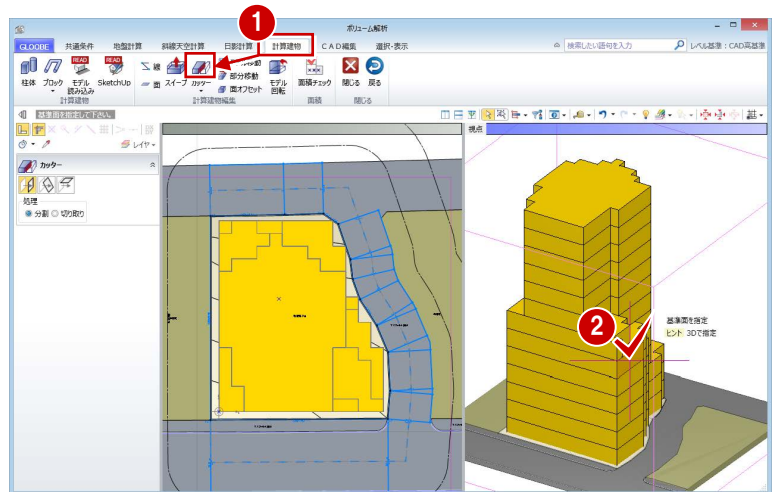 ボリューム解析
1
GLOOBE 共通条件 地盤計算 斜線天空計算 日影計算 計算建物 CAD編集 選択・表示
検索したい語句を入力
レベル基準:CAD高基準
READ READ
線
面
柱体 ブロック モデル読み込み SketchUp スイープ カッター
部分移動
面オフセット
モデル回転 面積チェック 閉じる 戻る
計算建物 計算建物編集 面積 閉じる
基準面を指定して下さい。
レイヤ
視点
カッター
処理
分割 切り取り
2
基準面を指定
ヒント 3Dで指定